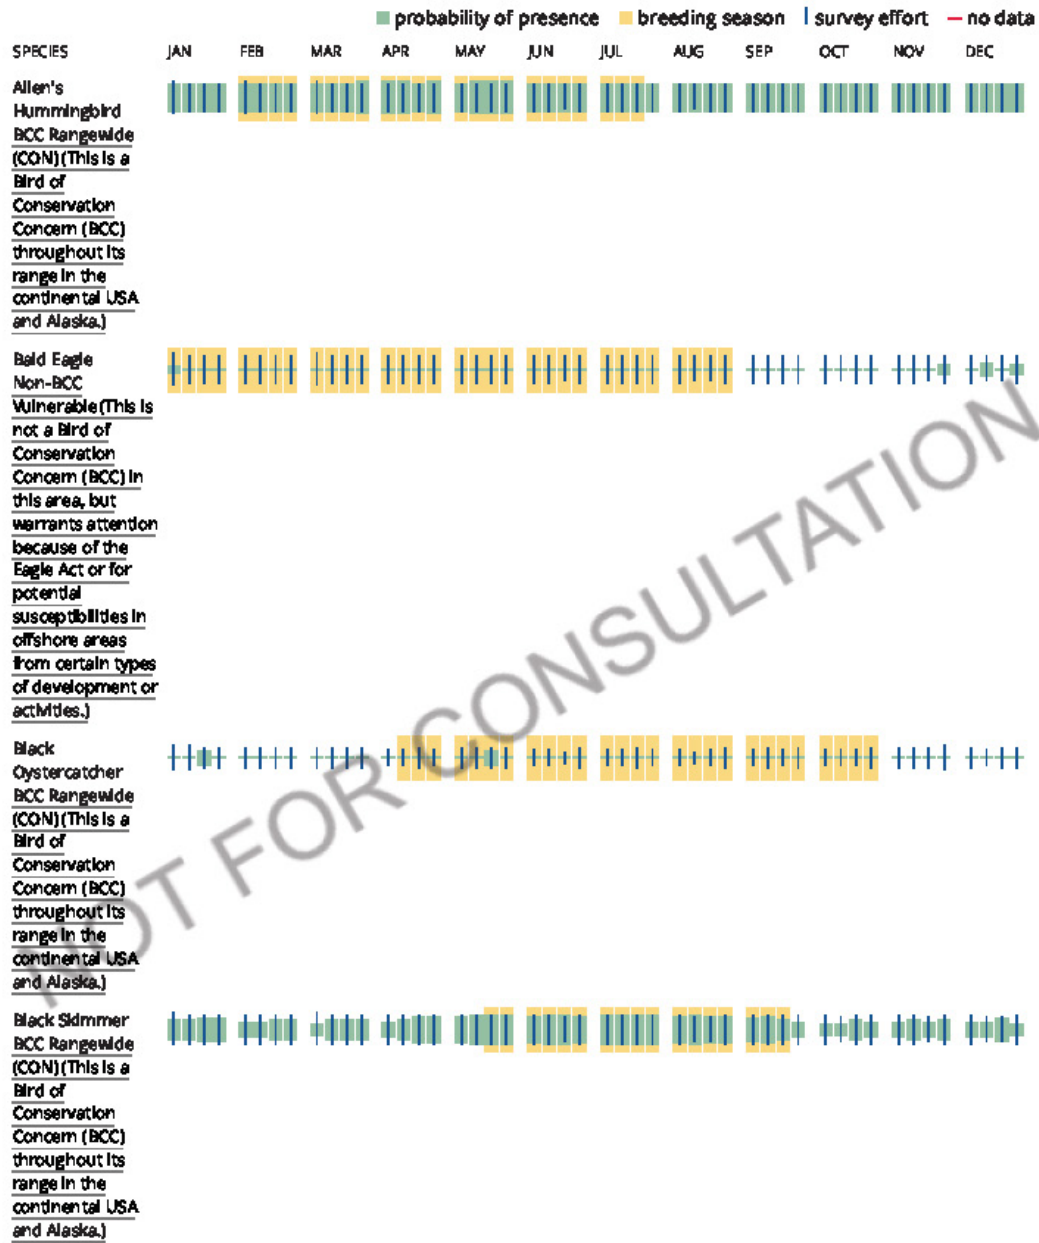 probability of presence breeding season survey effort no data
SPECIES JAN FEB MAR APR MAY JUN JUL AUG SEP OCT NOV DEC
Allen's
Hummingbird
BCC Rangewide
(CON) (This is a
Bird of
Conservation
Concern (BCC)
throughout its
range in the
continental USA
and Alaska.)
Bald Eagle
Non-BCC
Vulnerable (This is
not a Bird of
Conservation
Concern (BCC) in
this area, but
warrants attention
because of the
Eagle Act or for
potential
susceptibilities in
offshore areas
from certain types
of development or
activities.)
Black
Oystercatcher
BCC Rangewide
(CON) (This is a
Bird of
Conservation
Concern (BCC)
throughout its
range in the
continental USA
and Alaska.)
Black Skimmer
BCC Rangewide
(CON) (This is a
Bird of
Conservation
Concern (BCC)
throughout its
range in the
continental USA
and Alaska.)
NOT FOR CONSULTATION